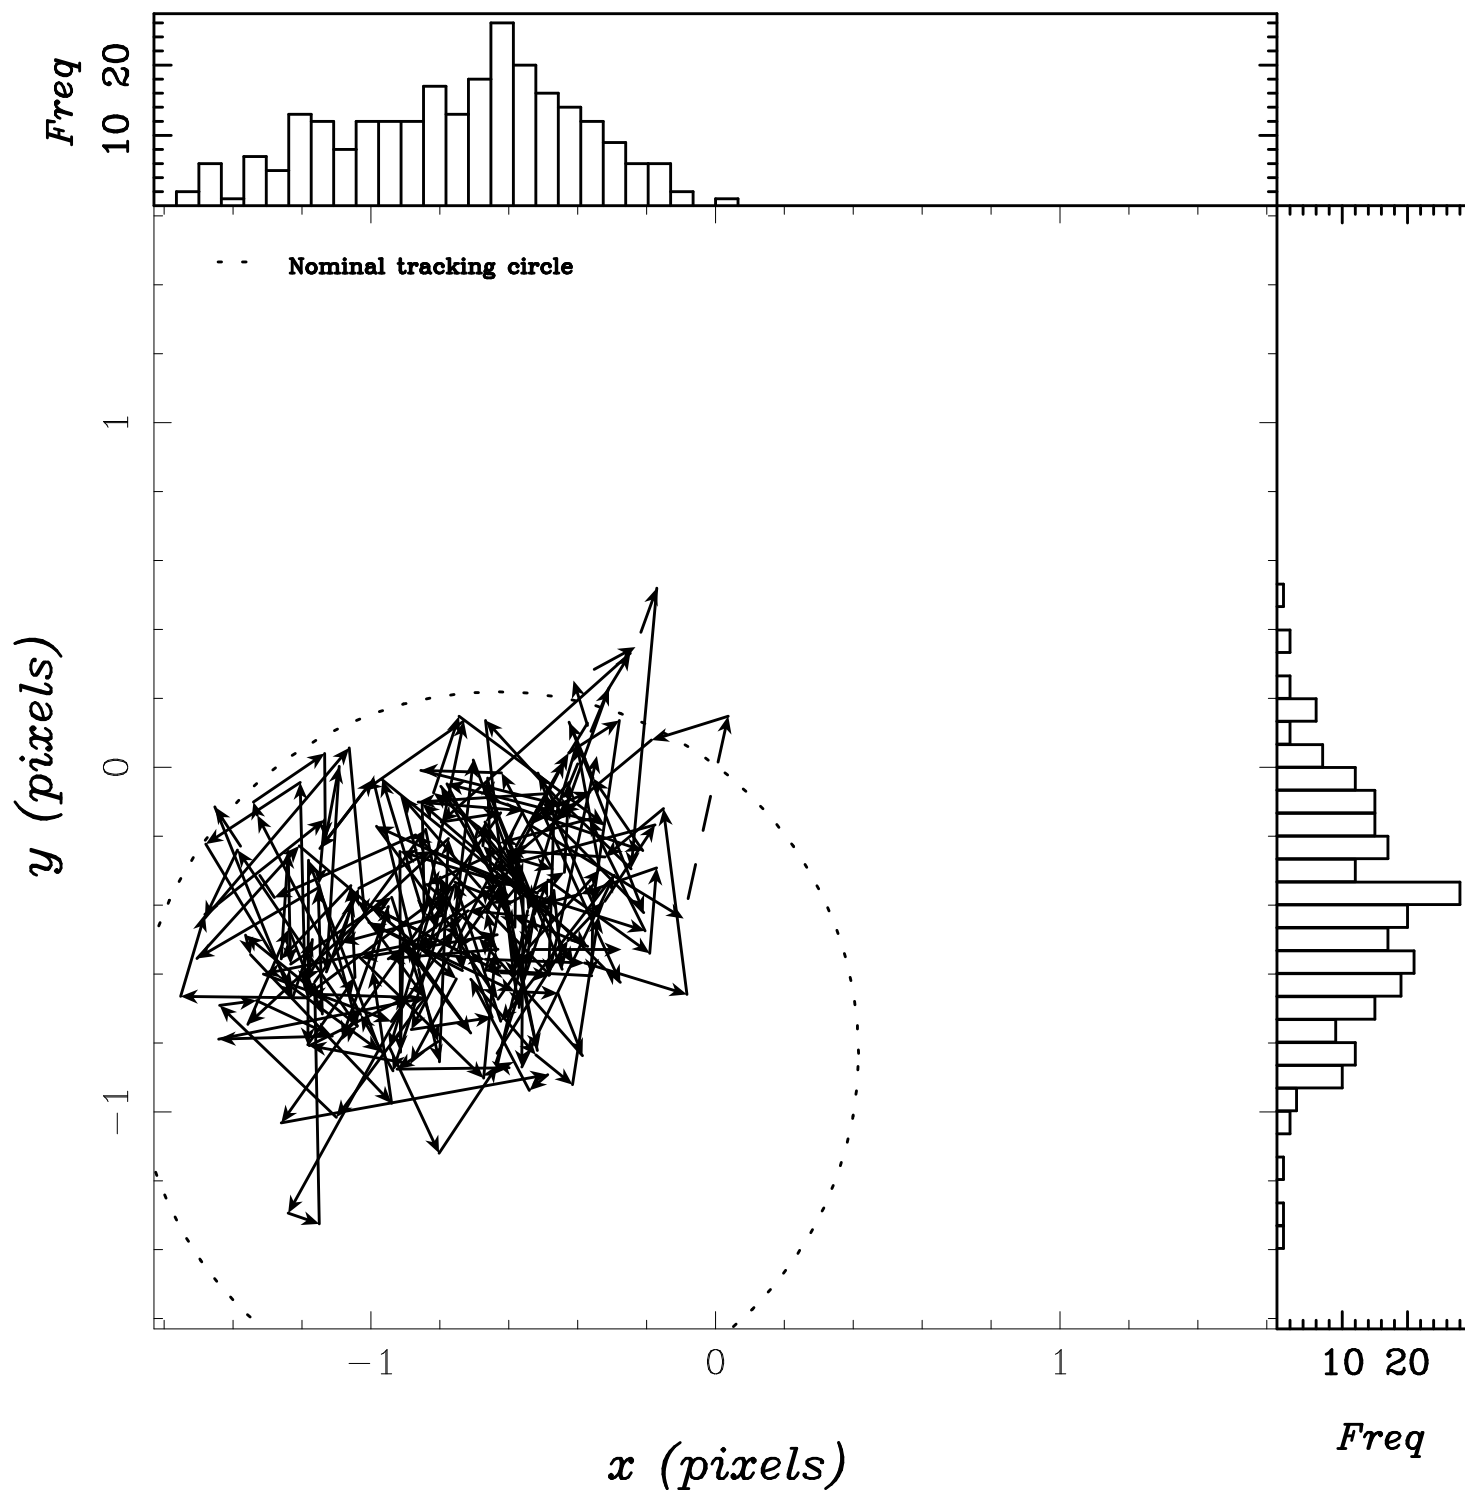 Freq
10 20
Nominal tracking circle
y (pixels)
1
0
−1
−1 0 1
10 20
x (pixels)
Freq